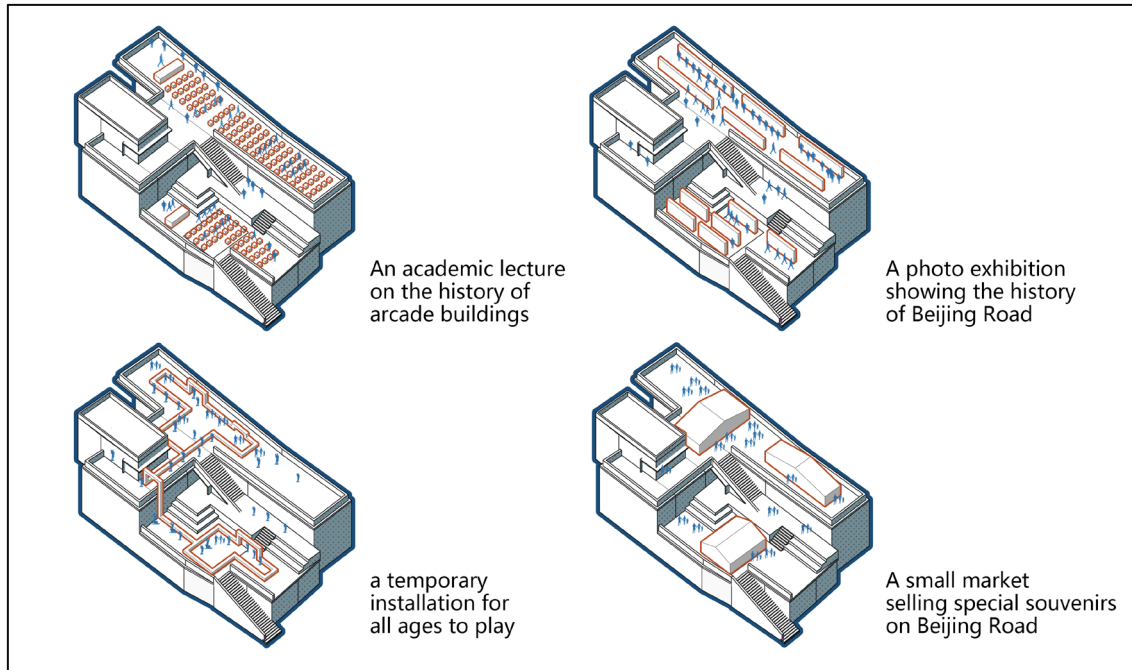 An academic lecture
on the history of
arcade buildings
A photo exhibition
showing the history
of Beijing Road
a temporary
installation for
all ages to play
A small market
selling special souvenirs
on Beijing Road